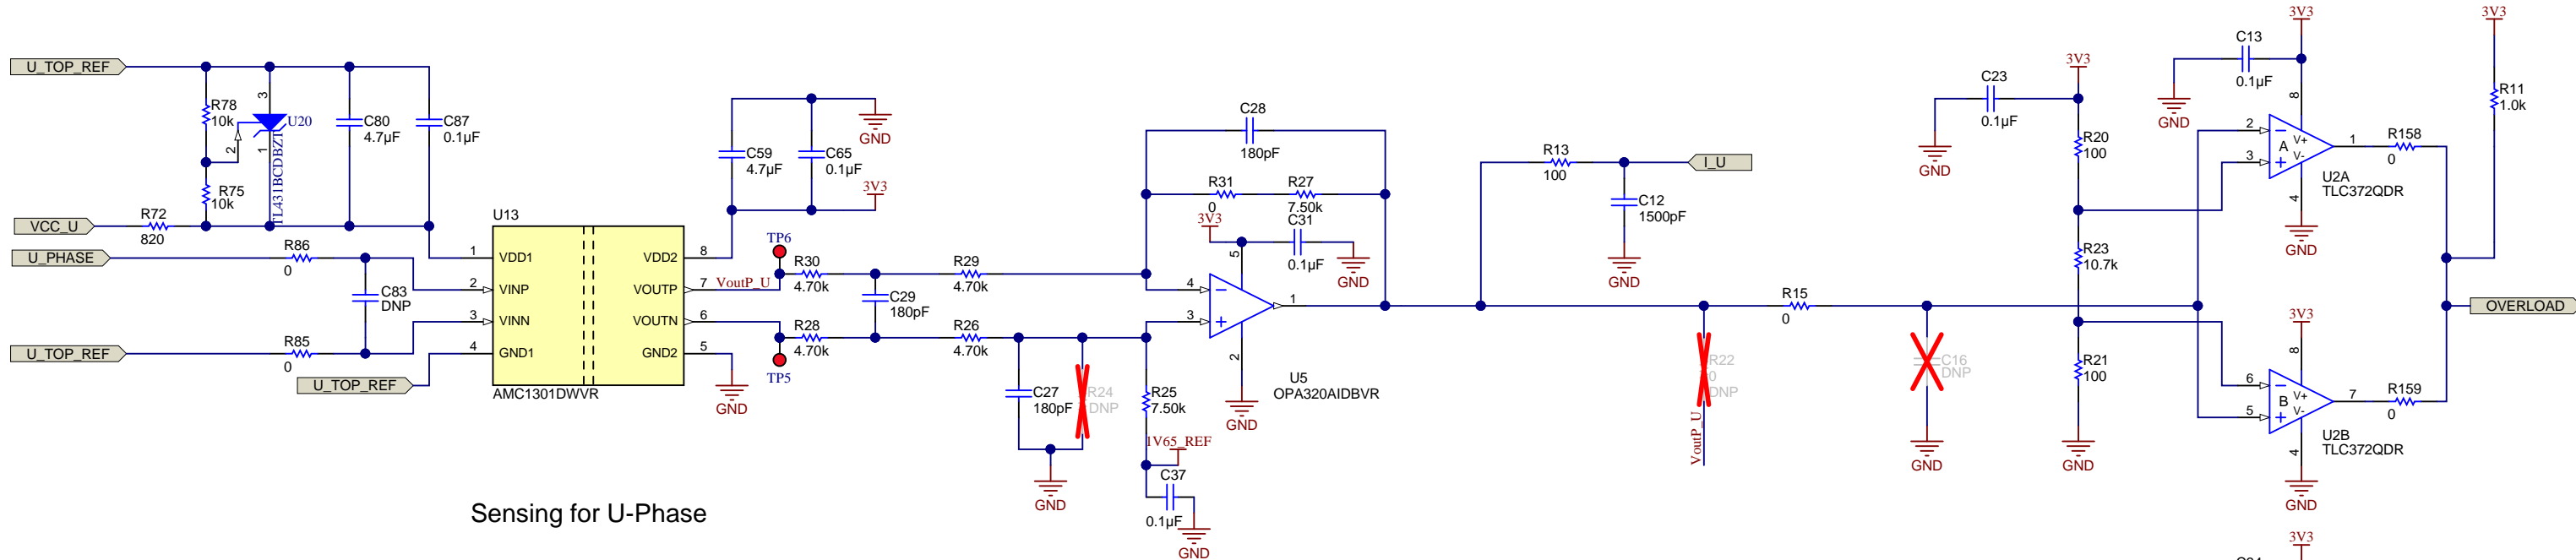 U_TOP_REF
R78
10k
3
2
1
U20
TL431BCDBZT
C80
4.7µF
C87
0.1µF
R75
10k
VCC_U
R72
820
U_PHASE
R86
0
C83
DNP
U_TOP_REF
R85
0
U_TOP_REF
U13
1
VDD1
2
VINP
3
VINN
4
GND1
VDD2
8
VOUTP
7
VOUTN
6
GND2
5
AMC1301DWVR
GND
C59
4.7µF
C65
0.1µF
GND
3V3
VoutP_U
TP6
TP5
R30
4.70k
R28
4.70k
C29
180pF
R29
4.70k
R26
4.70k
C27
180pF
R24
DNP
GND
R25
7.50k
1V65_REF
C37
0.1µF
GND
C28
180pF
R31
0
R27
7.50k
3V3
C31
0.1µF
GND
5
4
3
1
2
GND
U5
OPA320AIDBVR
R13
100
I_U
C12
1500pF
GND
R22
0
DNP
VoutP_U
R15
0
C16
DNP
GND
C23
0.1µF
GND
3V3
R20
100
R23
10.7k
R21
100
GND
C13
0.1µF
GND
3V3
8
2
3
A
V+
V-
1
4
GND
U2A
TLC372QDR
R158
0
3V3
R11
1.0k
OVERLOAD
3V3
8
6
5
B
V+
V-
7
4
GND
U2B
TLC372QDR
R159
0
3V3
Sensing for U-Phase